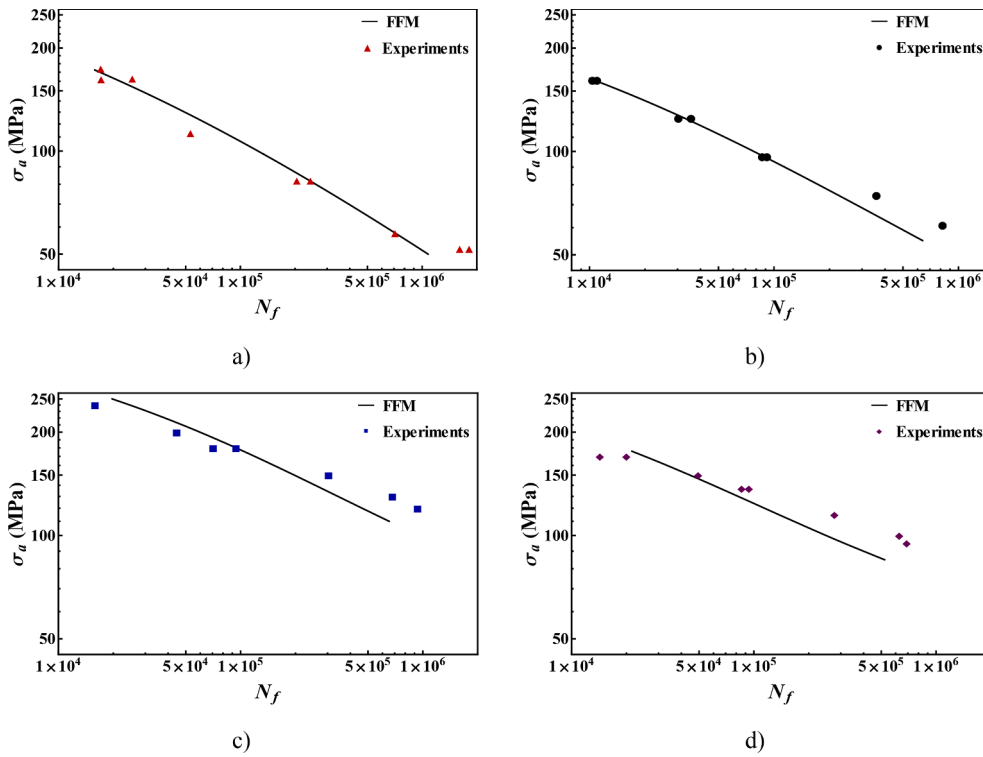 250
200
150
100
50
σa (MPa)
FFM
Experiments
1×10⁴
5×10⁴
1×10⁵
5×10⁵
1×10⁶
Nf
a)
250
200
150
100
50
σa (MPa)
FFM
Experiments
1×10⁴
5×10⁴
1×10⁵
5×10⁵
1×10⁶
Nf
b)
250
200
150
100
50
σa (MPa)
FFM
Experiments
1×10⁴
5×10⁴
1×10⁵
5×10⁵
1×10⁶
Nf
c)
250
200
150
100
50
σa (MPa)
FFM
Experiments
1×10⁴
5×10⁴
1×10⁵
5×10⁵
1×10⁶
Nf
d)